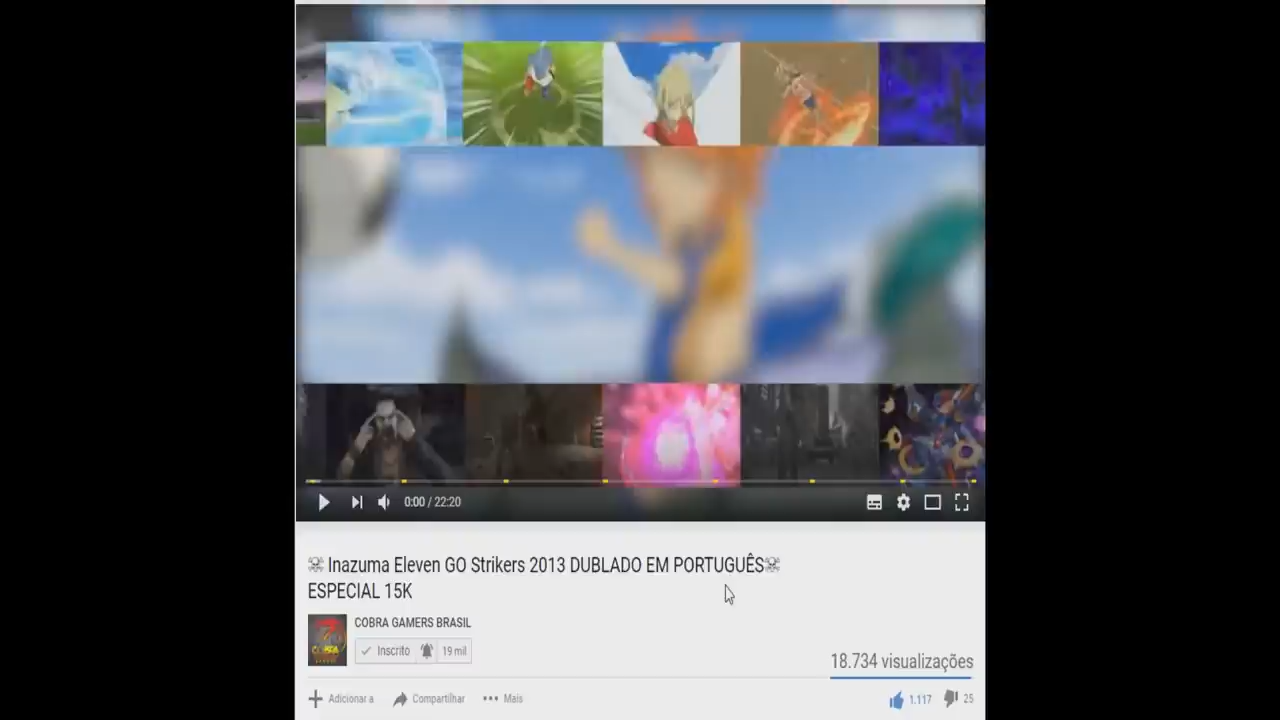 0:00 / 22:20
Inazuma Eleven GO Strikers 2013 DUBLADO EM PORTUGUÊS
ESPECIAL 15K
COBRA GAMERS BRASIL
Inscrito 19 mil
18.734 visualizações
Adicionar a Compartilhar Mais 1.117 25